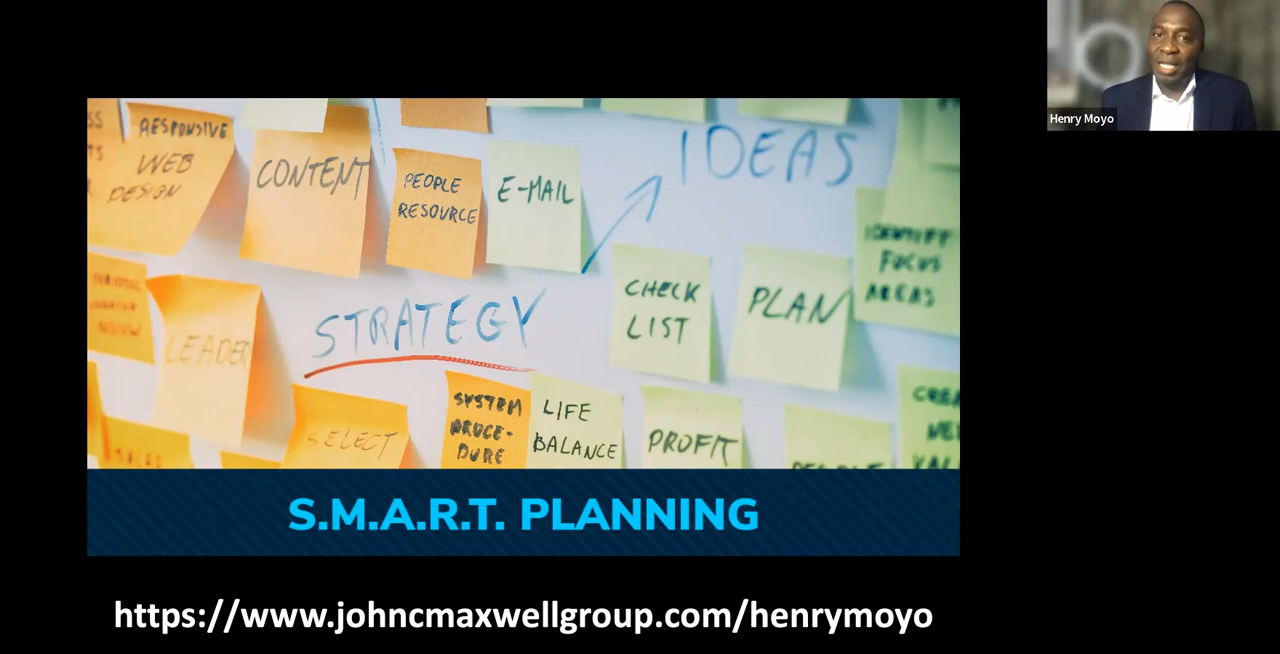 Henry Moyo
RESPONSIVE
WEB
DESIGN
CONTENT
PEOPLE
RESOURCE
E-MAIL
IDEAS
IDENTIFY
FOCUS
AREAS
CHECK
LIST
PLAN
LEADER
STRATEGY
SELECT
SYSTEM
PROCE-
DURE
LIFE
BALANCE
PROFIT
S.M.A.R.T. PLANNING
https://www.johncmaxwellgroup.com/henrymoyo